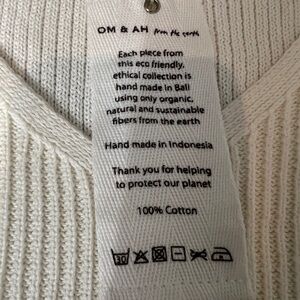 OM & AH from the earth
Each piece from
this eco friendly,
ethical collection is
hand made in Bali
using only organic,
natural and sustainable
fibers from the earth
Hand made in Indonesia
Thank you for helping
to protect our planet
100% Cotton
30